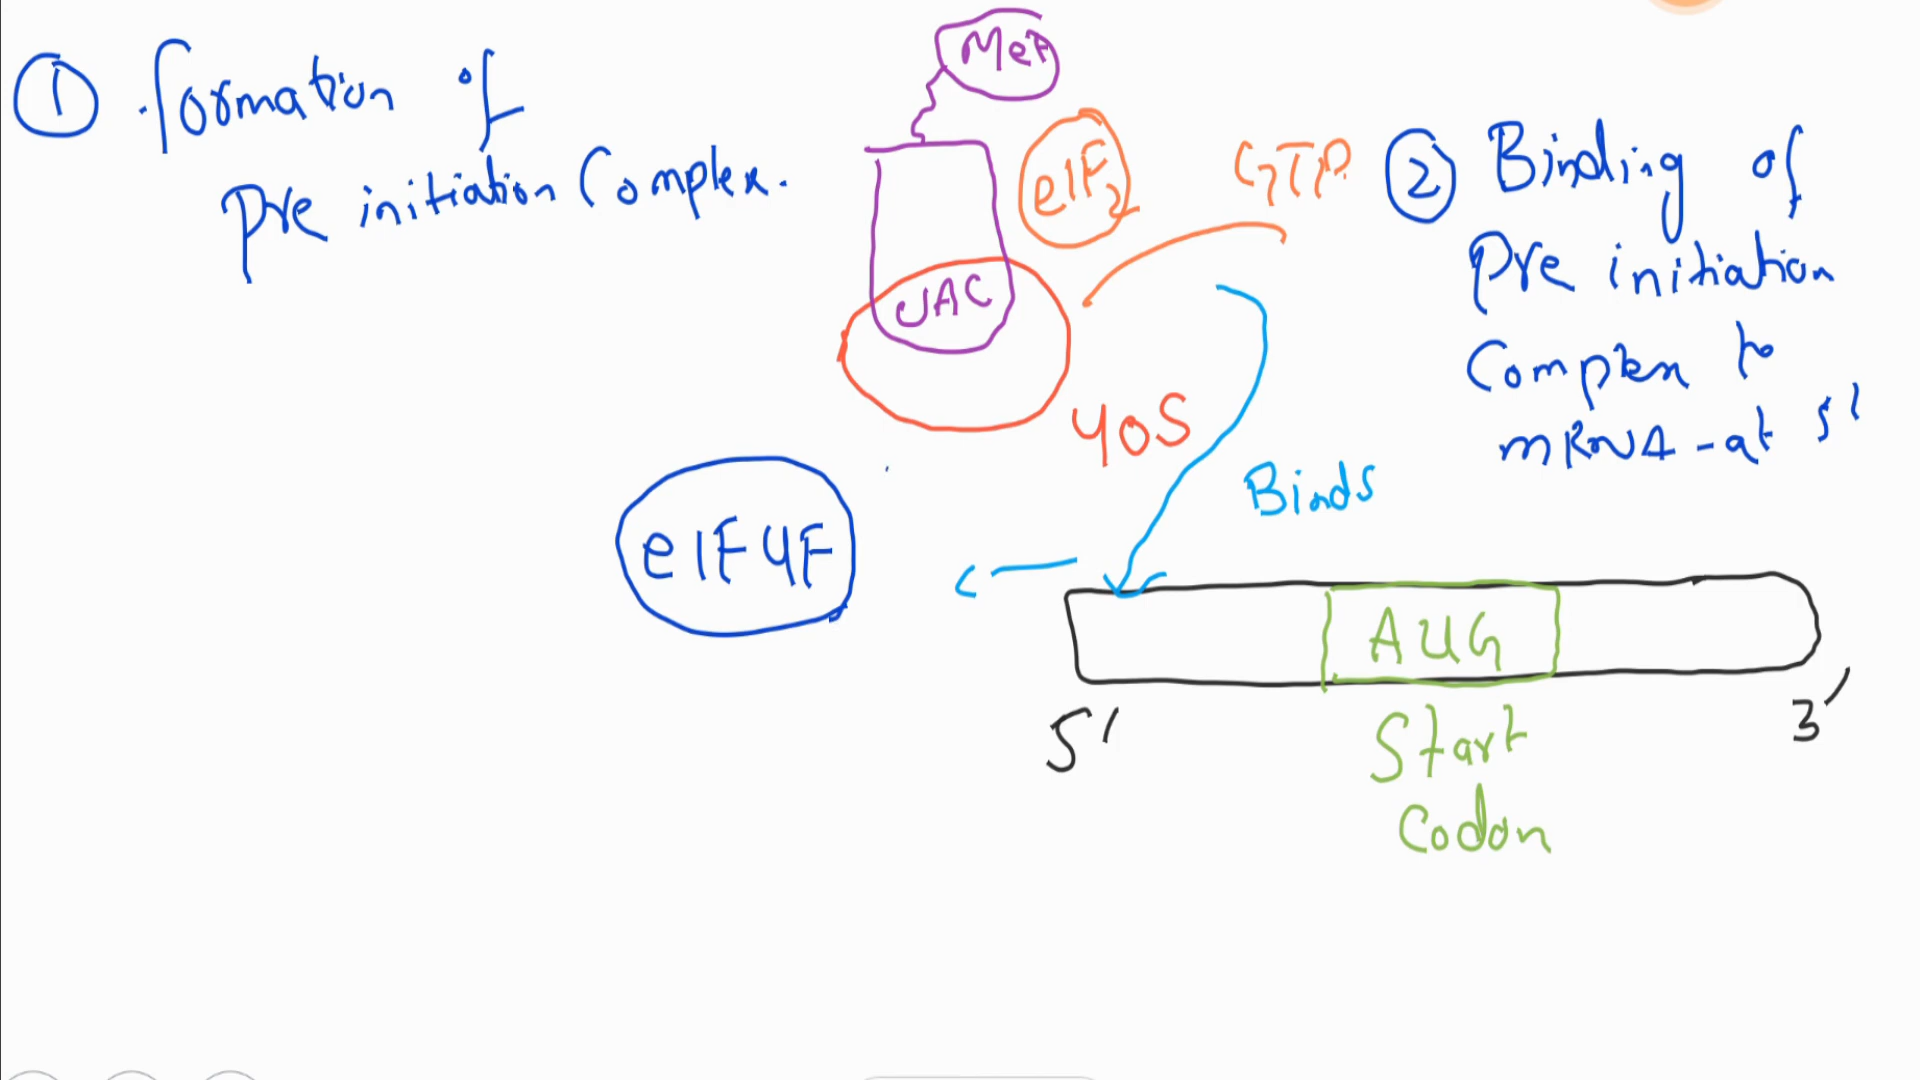 ① Formation of
Pre initiation Complex.
Met
eIF2
GTP
UAC
40S
② Binding of
Pre initiation
Complex to
mRNA - at 5'
Binds
eIF4F
AUG
5'
3'
Start
Codon